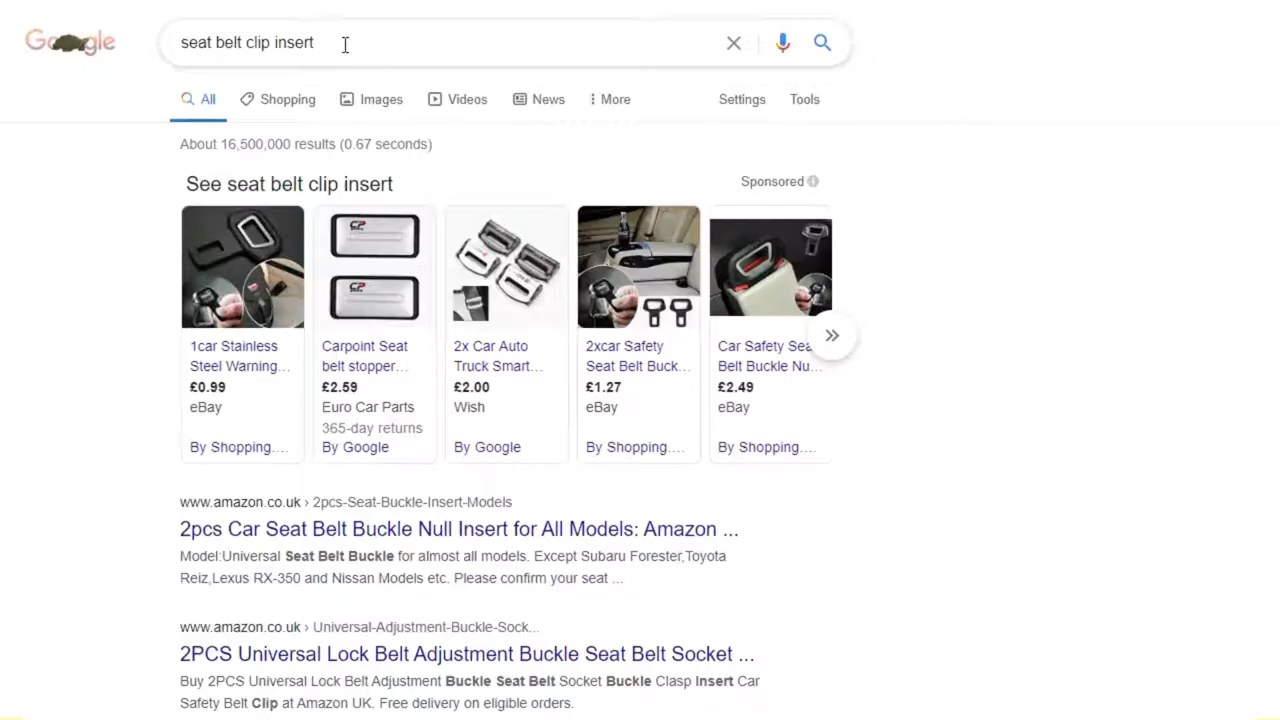 Google
seat belt clip insert
All Shopping Images Videos News More Settings Tools
About 16,500,000 results (0.67 seconds)
See seat belt clip insert
Sponsored
1car Stainless
Steel Warning...
£0.99
eBay
By Shopping....
CP
CP
Carpoint Seat
belt stopper...
£2.59
Euro Car Parts
365-day returns
By Google
2x Car Auto
Truck Smart...
£2.00
Wish
By Google
2xcar Safety
Seat Belt Buck...
£1.27
eBay
By Shopping....
Car Safety Sea
Belt Buckle Nu...
£2.49
eBay
By Shopping....
www.amazon.co.uk › 2pcs-Seat-Buckle-Insert-Models
2pcs Car Seat Belt Buckle Null Insert for All Models: Amazon ...
Model:Universal Seat Belt Buckle for almost all models. Except Subaru Forester,Toyota
Reiz,Lexus RX-350 and Nissan Models etc. Please confirm your seat ...
www.amazon.co.uk › Universal-Adjustment-Buckle-Sock...
2PCS Universal Lock Belt Adjustment Buckle Seat Belt Socket ...
Buy 2PCS Universal Lock Belt Adjustment Buckle Seat Belt Socket Buckle Clasp Insert Car
Safety Belt Clip at Amazon UK. Free delivery on eligible orders.